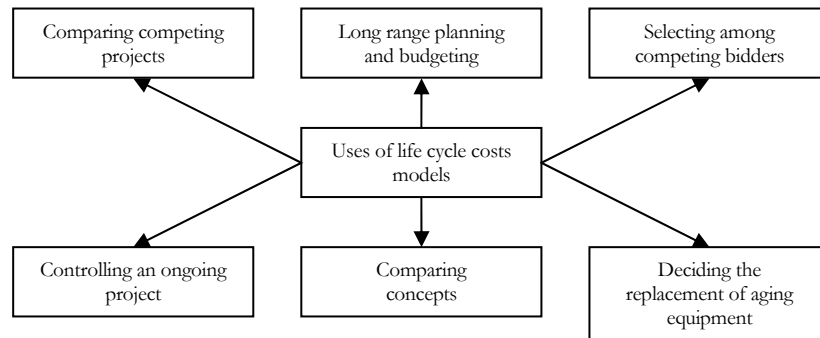 Comparing competing
projects
Long range planning
and budgeting
Selecting among
competing bidders
Uses of life cycle costs
models
Controlling an ongoing
project
Comparing
concepts
Deciding the
replacement of aging
equipment